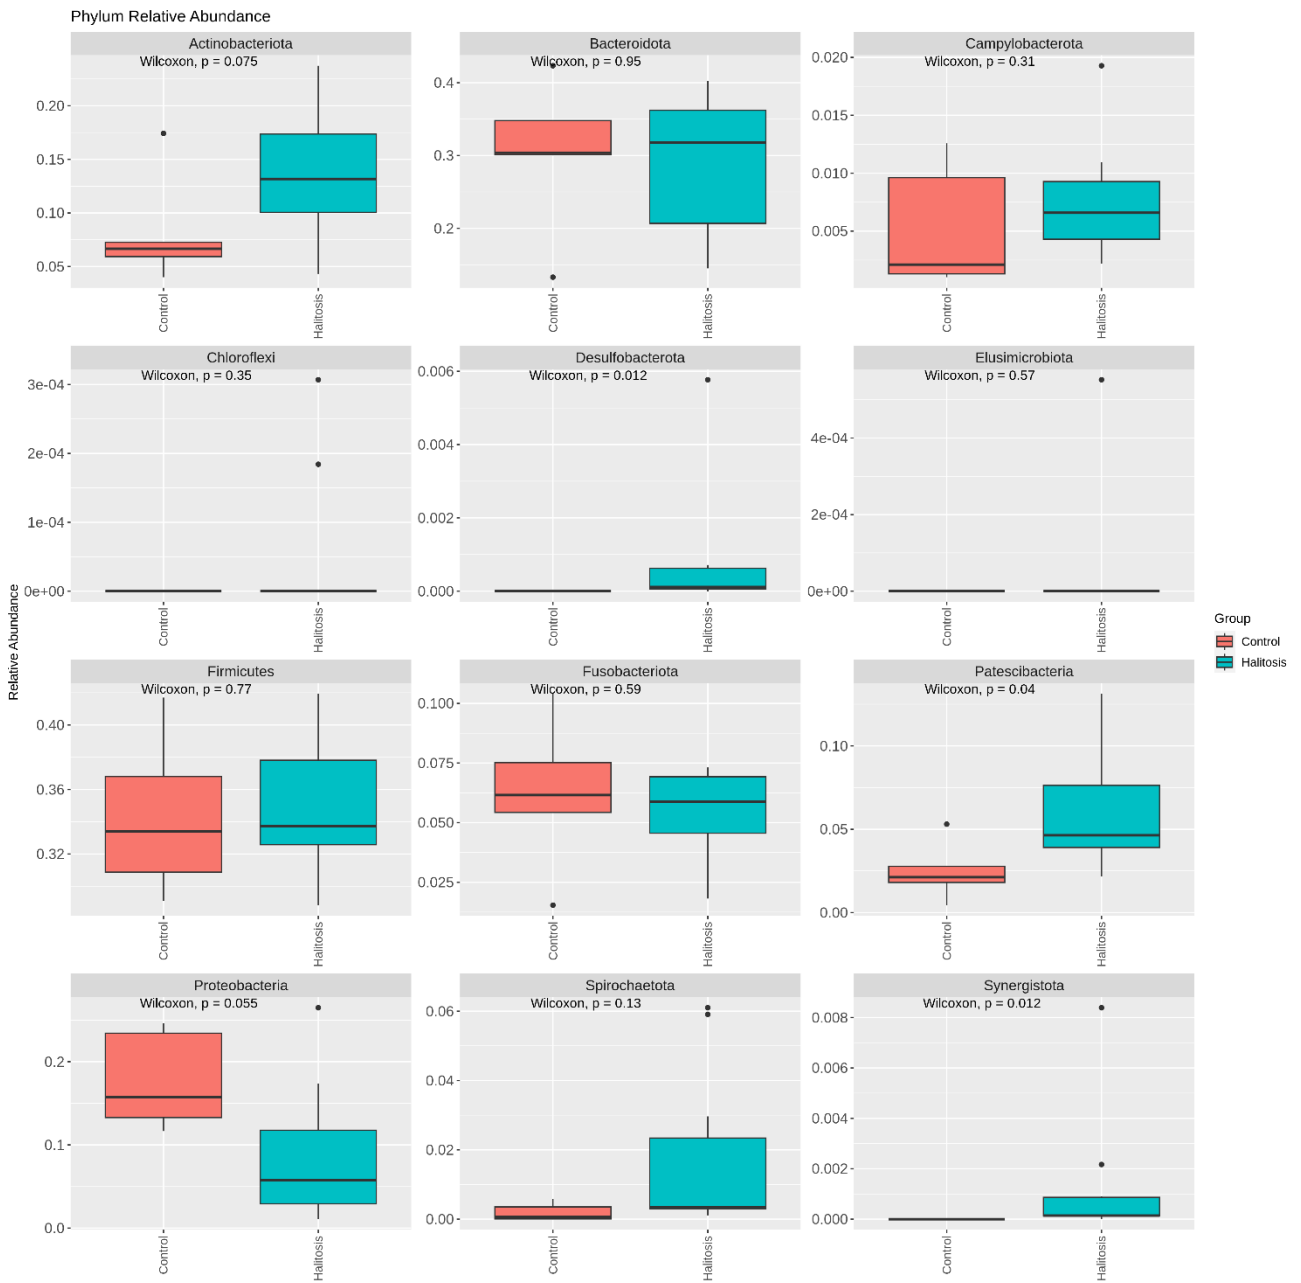 Phylum Relative Abundance
Actinobacteriota
Bacteroidota
Campylobacterota
Wilcoxon, p = 0.075
Wilcoxon, p = 0.95
Wilcoxon, p = 0.31
0.20
0.15
0.10
0.05
0.4
0.3
0.2
0.020
0.015
0.010
0.005
Control
Halitosis
Control
Halitosis
Control
Halitosis
Chloroflexi
Desulfobacterota
Elusimicrobiota
Wilcoxon, p = 0.35
Wilcoxon, p = 0.012
Wilcoxon, p = 0.57
3e-04
2e-04
1e-04
0e+00
0.006
0.004
0.002
0.000
4e-04
2e-04
0e+00
Control
Halitosis
Control
Halitosis
Control
Halitosis
Relative Abundance
Group
Control
Halitosis
Firmicutes
Fusobacteriota
Patescibacteria
Wilcoxon, p = 0.77
Wilcoxon, p = 0.59
Wilcoxon, p = 0.04
0.40
0.36
0.32
0.100
0.075
0.050
0.025
0.10
0.05
0.00
Control
Halitosis
Control
Halitosis
Control
Halitosis
Proteobacteria
Spirochaetota
Synergistota
Wilcoxon, p = 0.055
Wilcoxon, p = 0.13
Wilcoxon, p = 0.012
0.2
0.1
0.0
0.06
0.04
0.02
0.00
0.008
0.006
0.004
0.002
0.000
Control
Halitosis
Control
Halitosis
Control
Halitosis